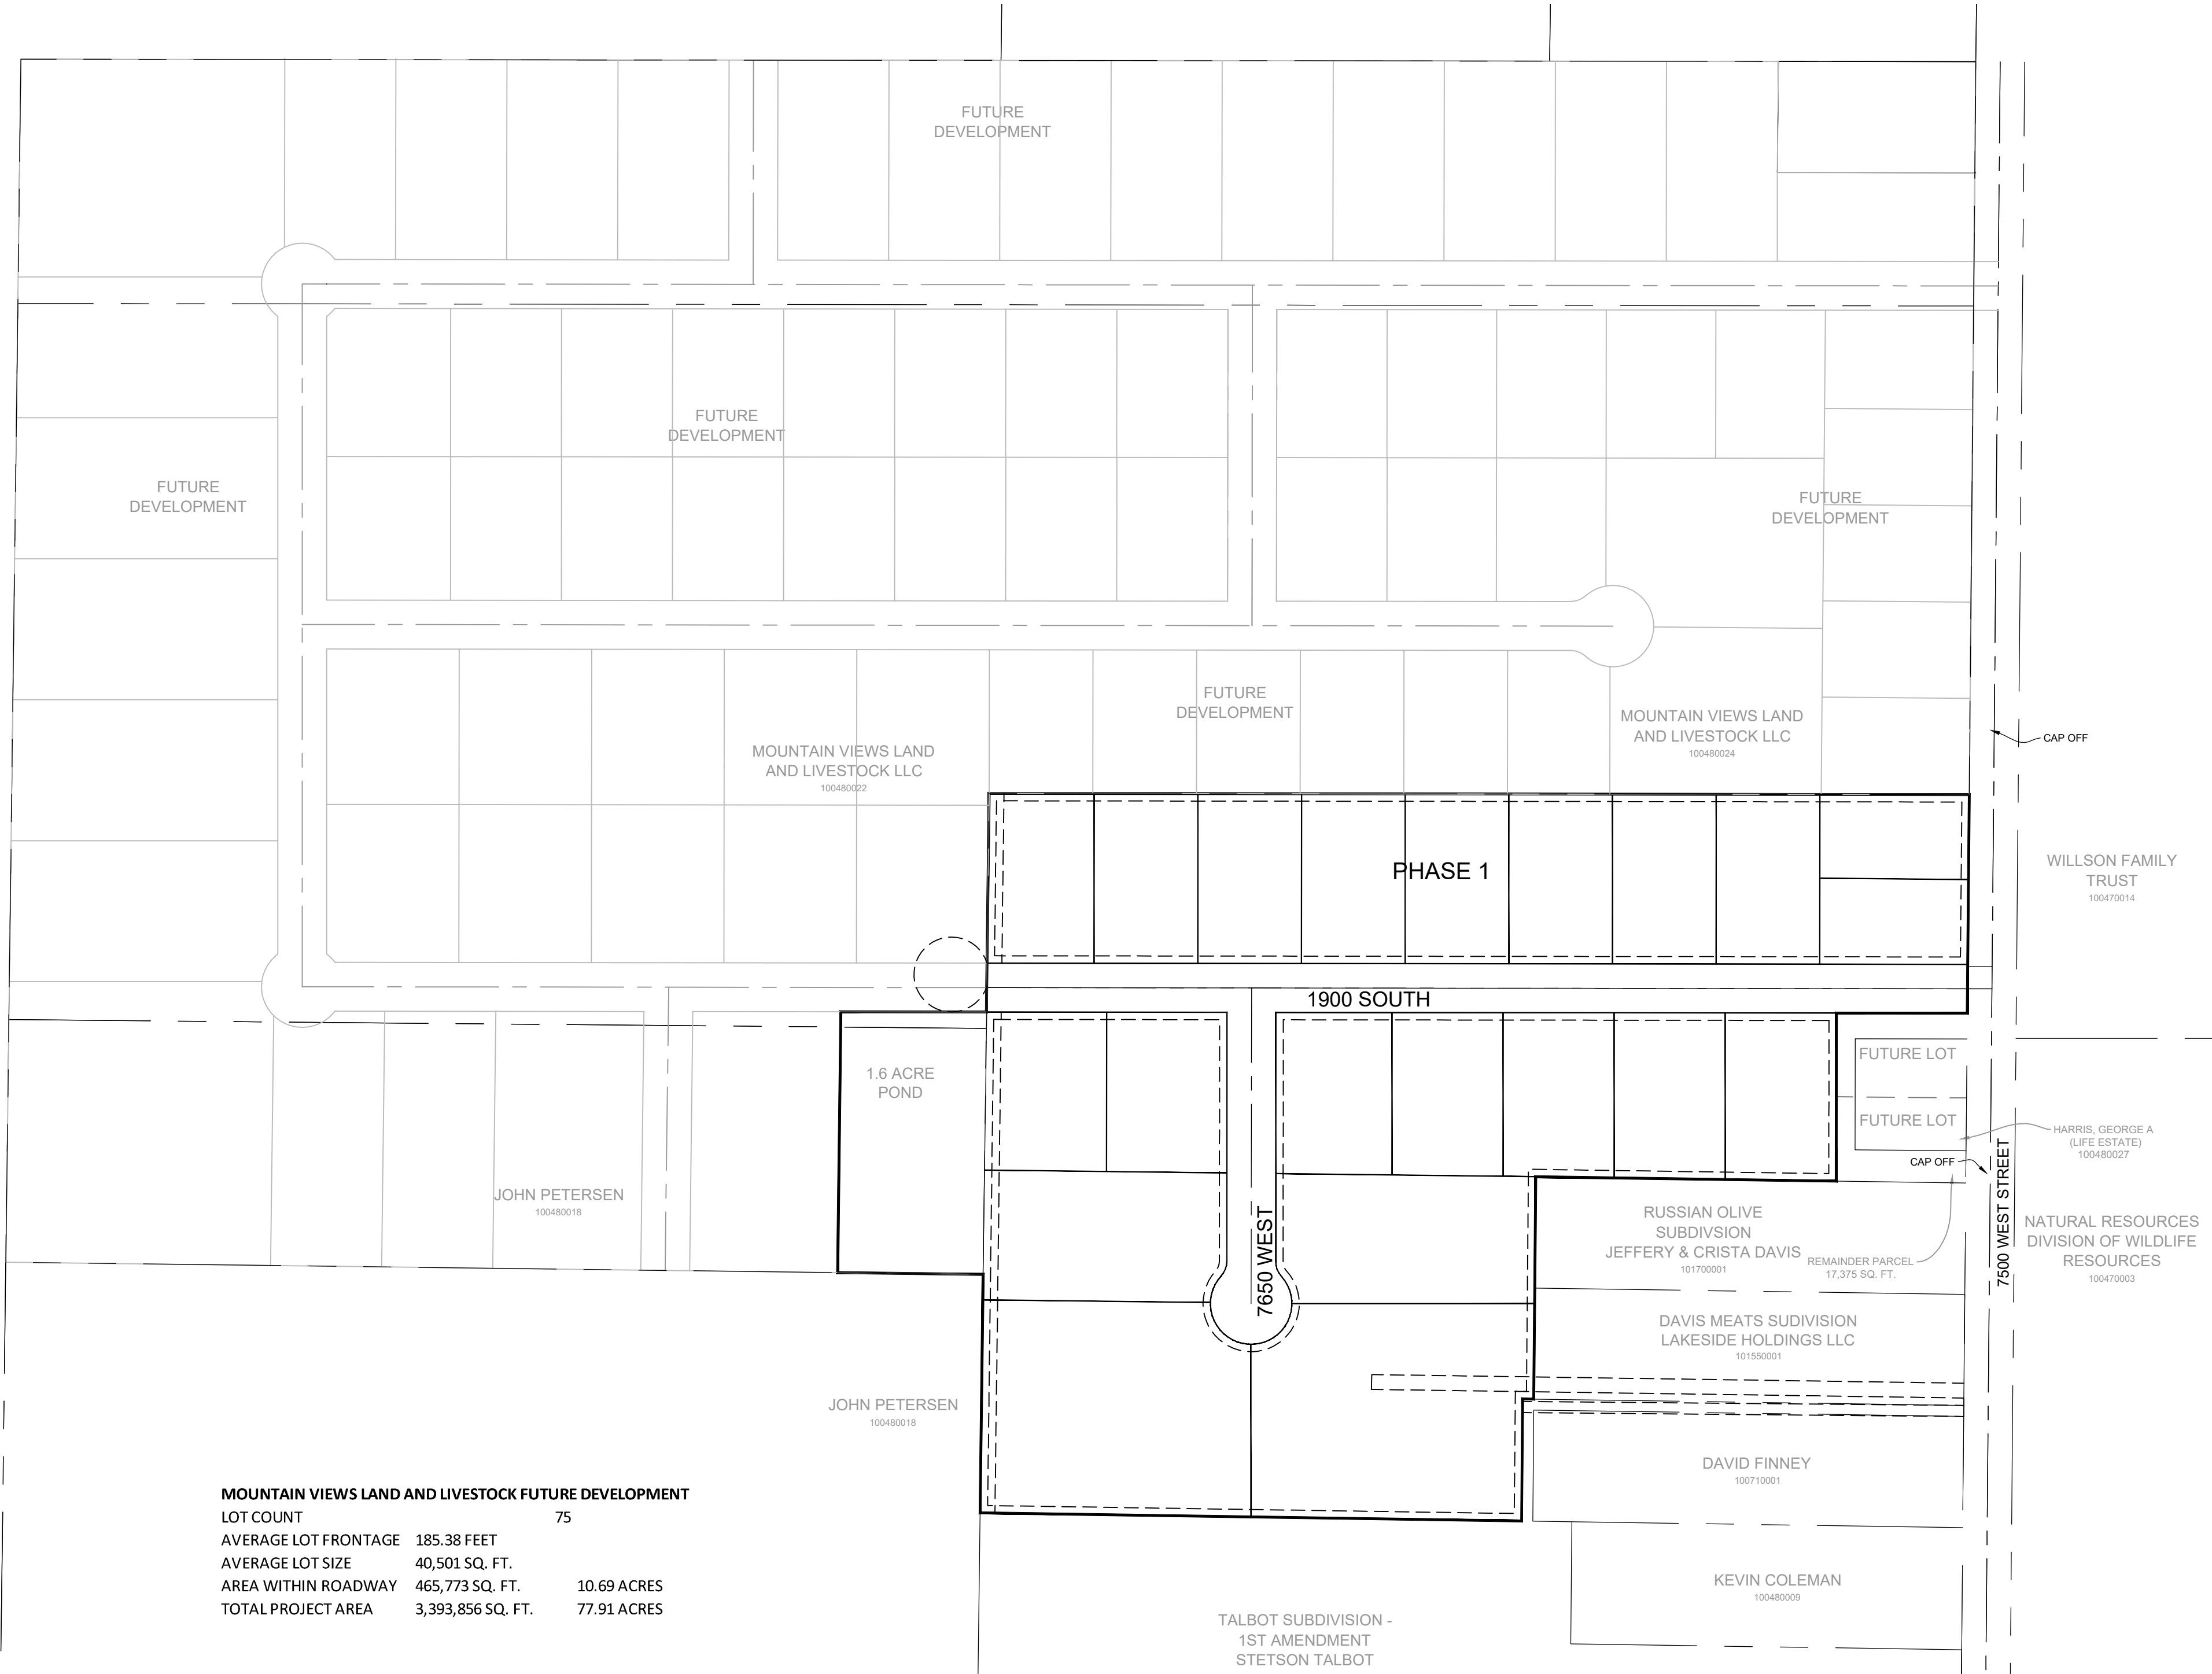 FUTURE
DEVELOPMENT
FUTURE
DEVELOPMENT
FUTURE
DEVELOPMENT
FUTURE
DEVELOPMENT
FUTURE
DEVELOPMENT
MOUNTAIN VIEWS LAND
AND LIVESTOCK LLC
100480024
CAP OFF
MOUNTAIN VIEWS LAND
AND LIVESTOCK LLC
100480022
PHASE 1
WILLSON FAMILY
TRUST
100470014
1900 SOUTH
1.6 ACRE
POND
FUTURE LOT
FUTURE LOT
HARRIS, GEORGE A
(LIFE ESTATE)
100480027
CAP OFF
7500 WEST STREET
JOHN PETERSEN
100480018
7650 WEST
RUSSIAN OLIVE
SUBDIVSION
JEFFERY & CRISTA DAVIS
101700001
REMAINDER PARCEL
17,375 SQ. FT.
NATURAL RESOURCES
DIVISION OF WILDLIFE
RESOURCES
100470003
DAVIS MEATS SUDIVISION
LAKESIDE HOLDINGS LLC
101550001
JOHN PETERSEN
100480018
DAVID FINNEY
100710001
MOUNTAIN VIEWS LAND AND LIVESTOCK FUTURE DEVELOPMENT
LOT COUNT 75
AVERAGE LOT FRONTAGE 185.38 FEET
AVERAGE LOT SIZE 40,501 SQ. FT.
AREA WITHIN ROADWAY 465,773 SQ. FT. 10.69 ACRES
TOTAL PROJECT AREA 3,393,856 SQ. FT. 77.91 ACRES
KEVIN COLEMAN
100480009
TALBOT SUBDIVISION -
1ST AMENDMENT
STETSON TALBOT